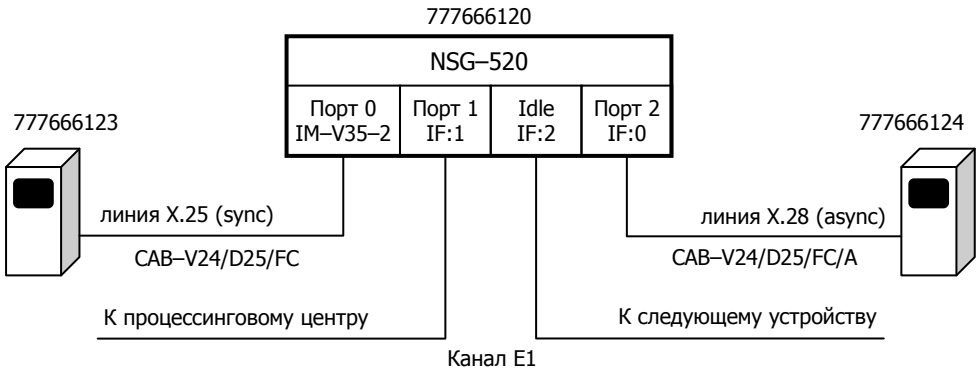 777666120
NSG–520
Порт 0
IM–V35–2
Порт 1
IF:1
Idle
IF:2
Порт 2
IF:0
777666123
777666124
линия X.25 (sync)
CAB–V24/D25/FC
линия X.28 (async)
CAB–V24/D25/FC/A
К процессинговому центру
К следующему устройству
Канал E1